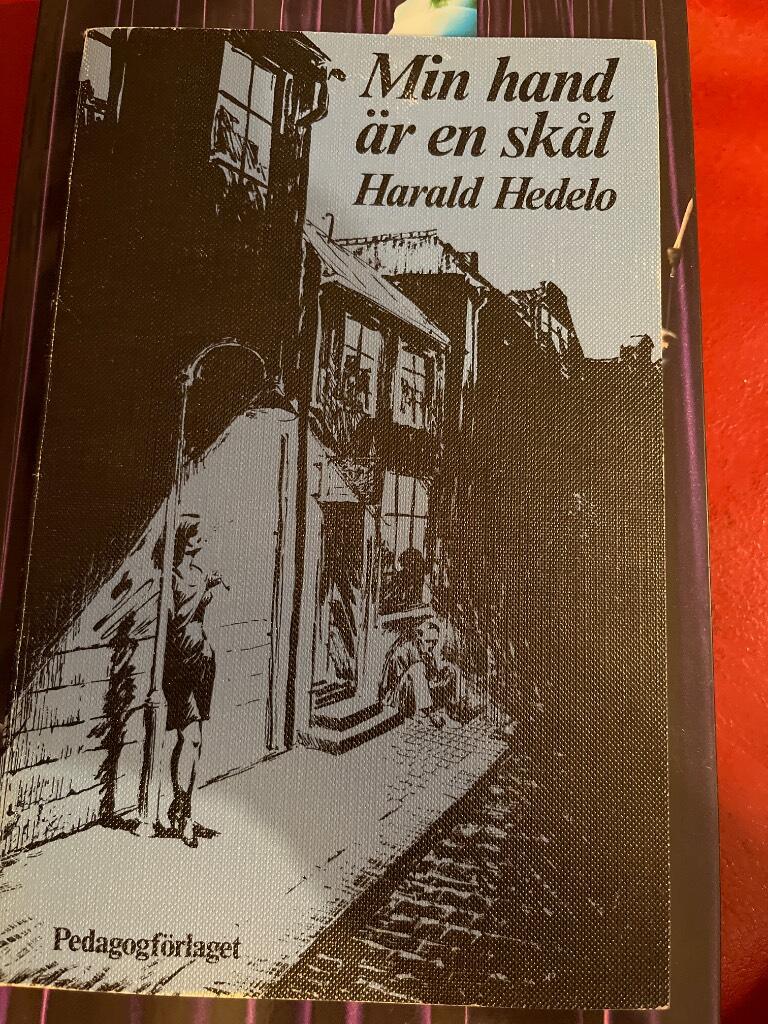 Min hand
är en skål
Harald Hedelo
Pedagogförlaget